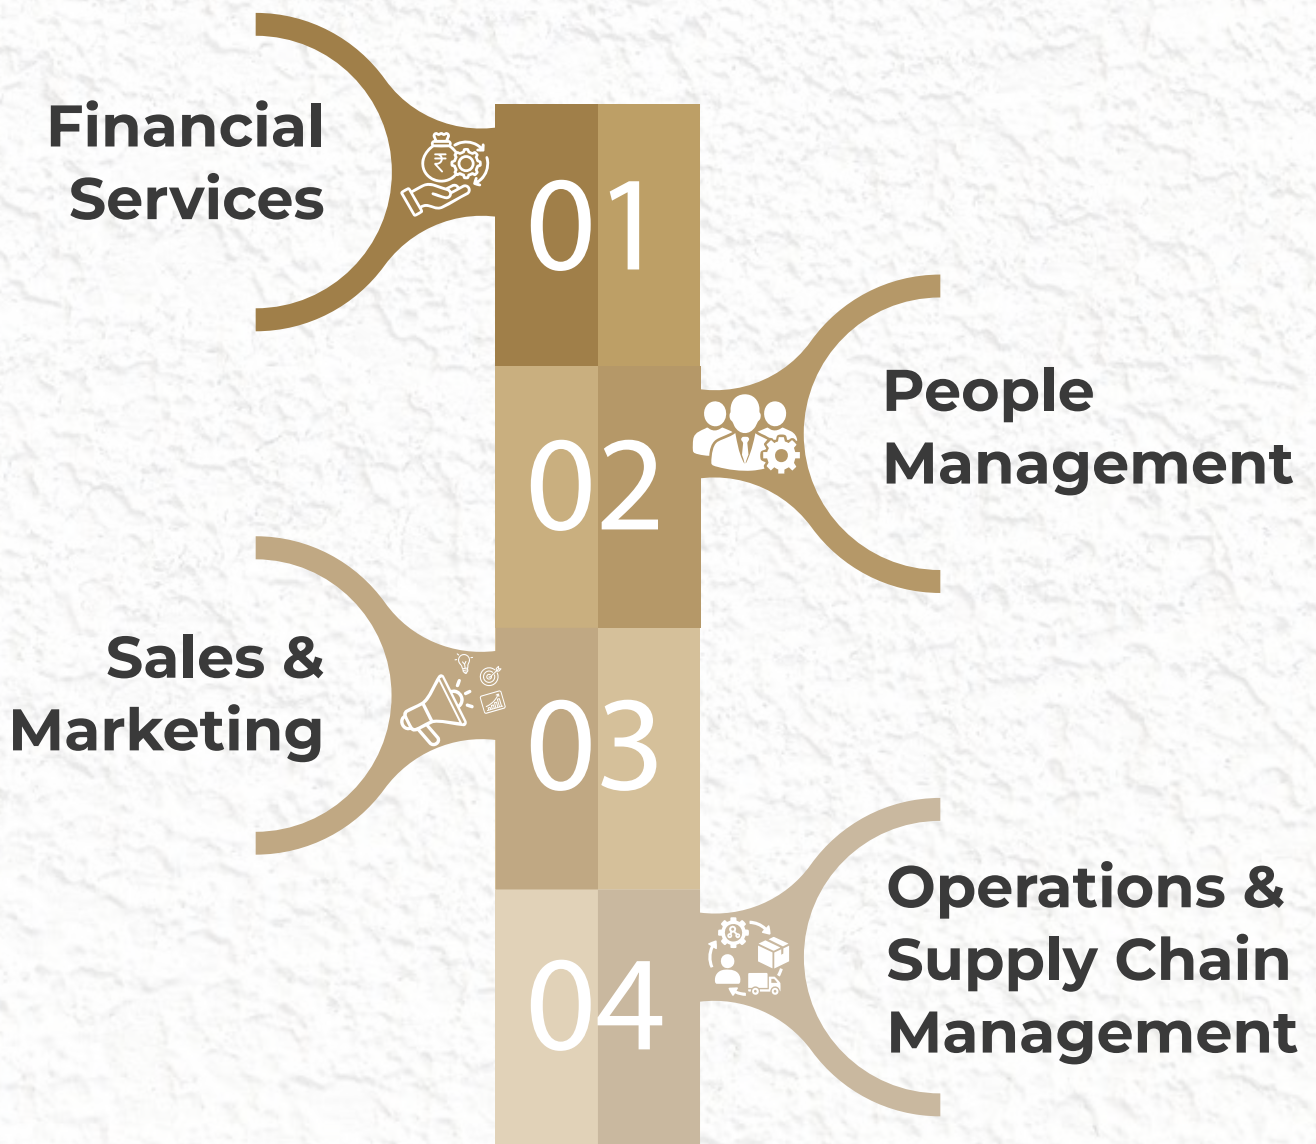 Financial
Services
01
People
Management
02
Sales &
Marketing
03
Operations &
Supply Chain
Management
04